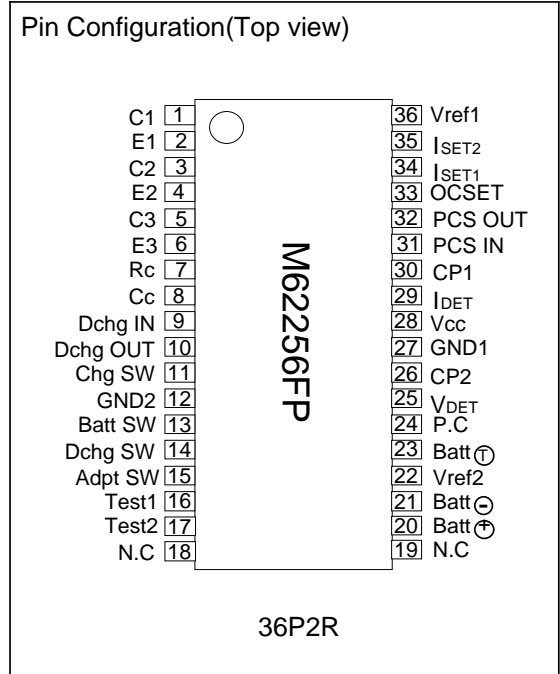 Pin Configuration(Top view)
C1 1 36 Vref1
E1 2 35 ISET2
C2 3 34 ISET1
E2 4 33 OCSET
C3 5 32 PCS OUT
E3 6 31 PCS IN
Rc 7 30 CP1
Cc 8 29 IDET
Dchg IN 9 28 Vcc
Dchg OUT 10 27 GND1
Chg SW 11 26 CP2
GND2 12 25 VDET
Batt SW 13 24 P.C
Dchg SW 14 23 Batt Ⓣ
Adpt SW 15 22 Vref2
Test1 16 21 Batt ⊖
Test2 17 20 Batt ⊕
N.C 18 19 N.C
M62256FP
36P2R